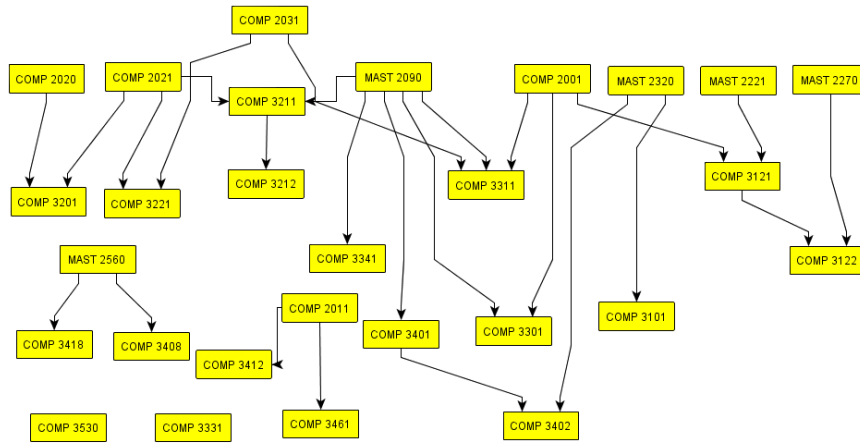 COMP 2031
COMP 2020
COMP 2021
MAST 2090
COMP 2001
MAST 2320
MAST 2221
MAST 2270
COMP 3211
COMP 3201
COMP 3221
COMP 3212
COMP 3311
COMP 3121
MAST 2560
COMP 3341
COMP 3122
COMP 2011
COMP 3418
COMP 3408
COMP 3412
COMP 3401
COMP 3301
COMP 3101
COMP 3530
COMP 3331
COMP 3461
COMP 3402